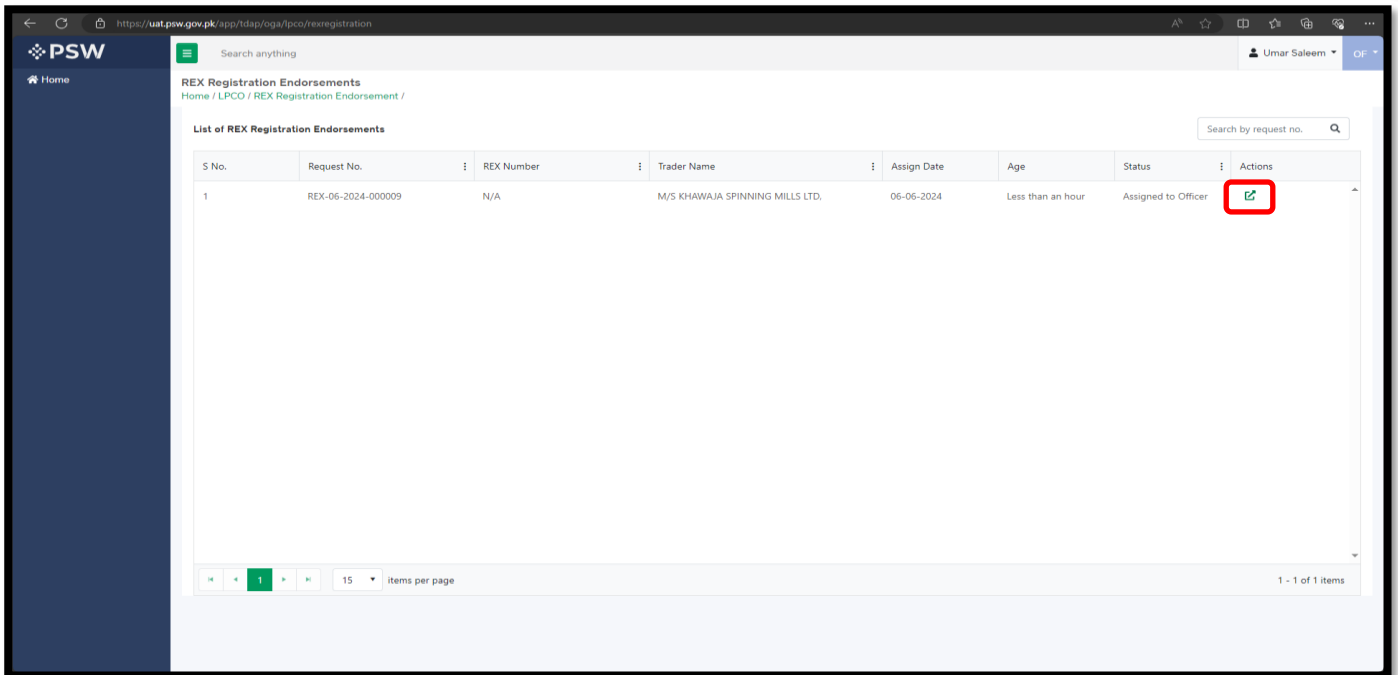 https://uat.psw.gov.pk/app/tdap/oga/lpco/rexregistration
PSW
Search anything
Umar Saleem
OF
Home
REX Registration Endorsements
Home / LPCO / REX Registration Endorsement /
List of REX Registration Endorsements
Search by request no.
S No. Request No. REX Number Trader Name Assign Date Age Status Actions
1 REX-06-2024-000009 N/A M/S KHAWAJA SPINNING MILLS LTD. 06-06-2024 Less than an hour Assigned to Officer
1 15 items per page 1 - 1 of 1 items